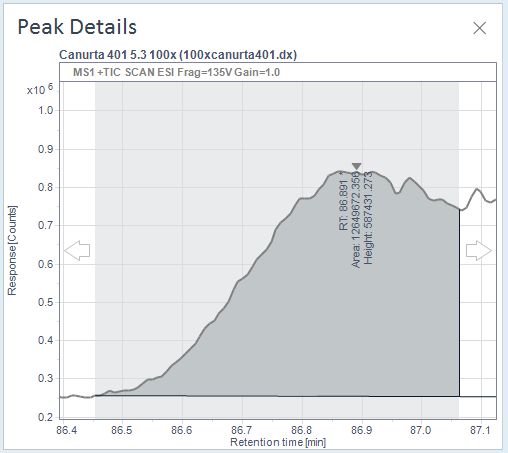 Peak Details
Canurta 401 5.3 100x (100xcanurta401.dx)
MS1 +TIC SCAN ESI Frag=135V Gain=1.0
x10 6
1.0
0.9
0.8
0.7
0.6
0.5
0.4
0.3
0.2
Response [Counts]
RT: 86.891
Area: 12649672.356
Height: 587431.273
86.4 86.5 86.6 86.7 86.8 86.9 87.0 87.1
Retention time [min]